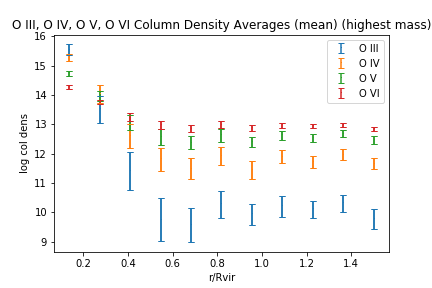 O III, O IV, O V, O VI Column Density Averages (mean) (highest mass)
16
15
14
13
12
11
10
9
log col dens
O III
O IV
O V
O VI
0.2 0.4 0.6 0.8 1.0 1.2 1.4
r/Rvir